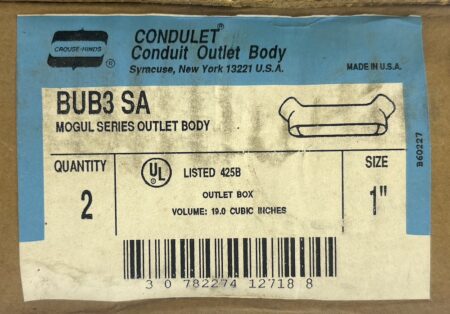 CROUSE-HINDS
CONDULET®
Conduit Outlet Body
Syracuse, New York 13221 U.S.A.
MADE IN U.S.A.
BUB3 SA
MOGUL SERIES OUTLET BODY
B60227
QUANTITY
2
UL
LISTED 425B
OUTLET BOX
VOLUME: 19.0 CUBIC INCHES
SIZE
1"
3 0 782274 12718 8